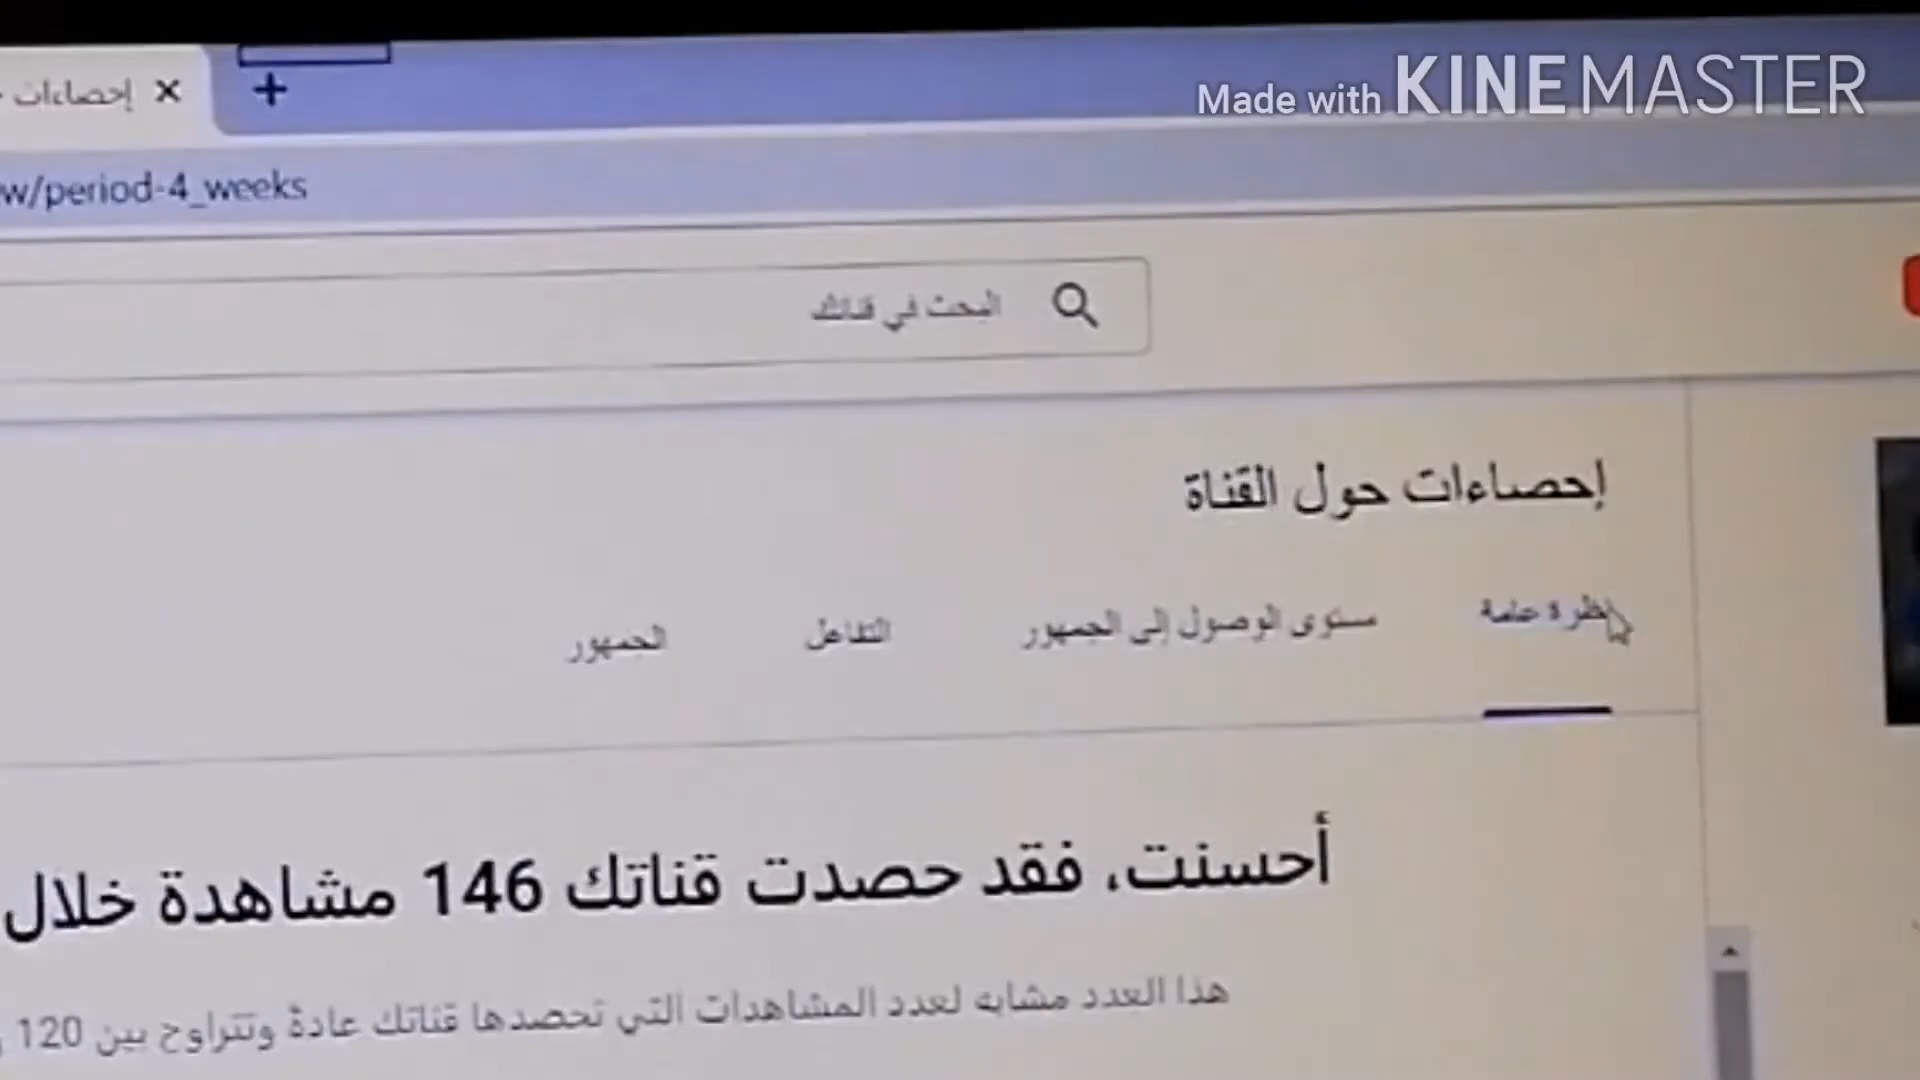 Made with KINEMASTER
إحصاءات
w/period-4_weeks
البحث في قناتك
إحصاءات حول القناة
نظرة عامة مستوى الوصول إلى الجمهور التفاعل الجمهور
أحسنت، فقد حصدت قناتك 146 مشاهدة خلال
هذا العدد مشابه لعدد المشاهدات التي تحصدها قناتك عادةً وتتراوح بين 120